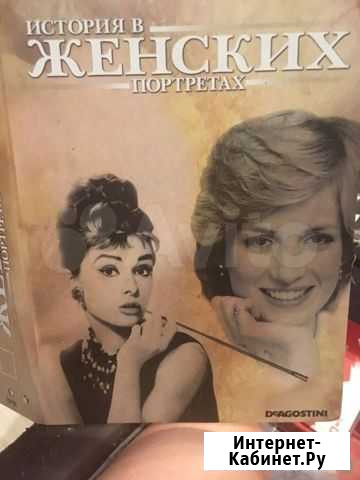 ИСТОРИЯ В
ЖЕНСКИХ
ПОРТРЕТАХ
DeAGOSTINI
Интернет-
Кабинет.Ру